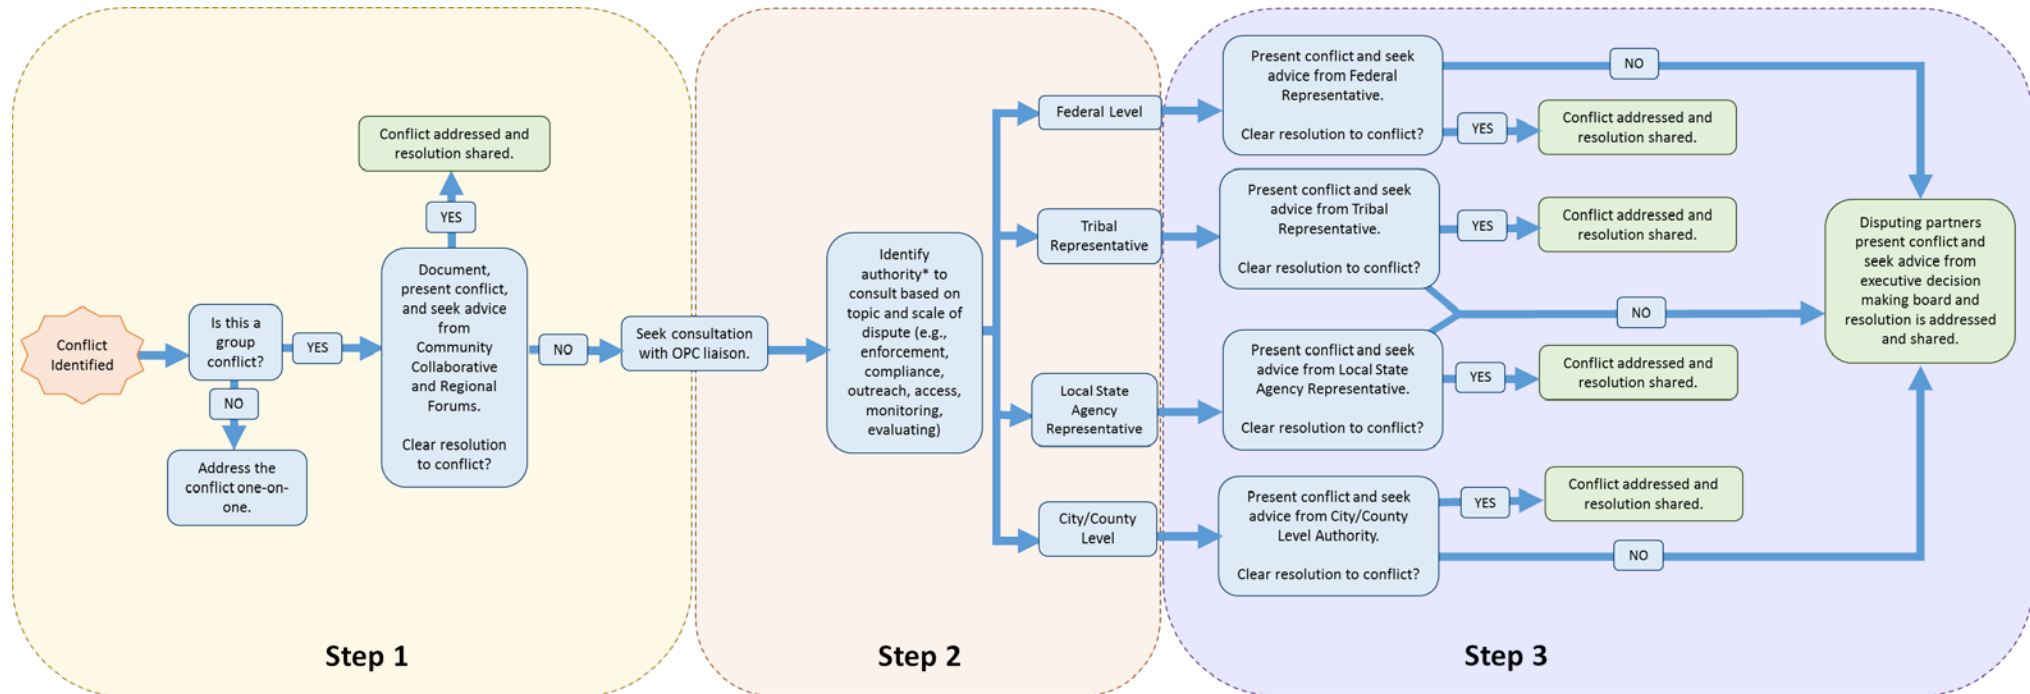 Conflict
Identified
Is this a
group
conflict?
YES
NO
Address the
conflict one-on-
one.
Conflict addressed and
resolution shared.
YES
Document,
present conflict,
and seek advice
from
Community
Collaborative
and Regional
Forums.
Clear resolution
to conflict?
NO
Seek consultation
with OPC liaison.
Step 1
Identify
authority* to
consult based on
topic and scale of
dispute (e.g.,
enforcement,
compliance,
outreach, access,
monitoring,
evaluating)
Federal Level
Tribal
Representative
Local State
Agency
Representative
City/County
Level
Step 2
Present conflict and seek
advice from Federal
Representative.
Clear resolution to conflict?
NO
YES
Conflict addressed and
resolution shared.
Present conflict and seek
advice from Tribal
Representative.
Clear resolution to conflict?
YES
Conflict addressed and
resolution shared.
NO
Present conflict and seek
advice from Local State
Agency Representative.
Clear resolution to conflict?
YES
Conflict addressed and
resolution shared.
Present conflict and seek
advice from City/County
Level Authority.
Clear resolution to conflict?
YES
Conflict addressed and
resolution shared.
NO
Disputing partners
present conflict and
seek advice from
executive decision
making board and
resolution is addressed
and shared.
Step 3